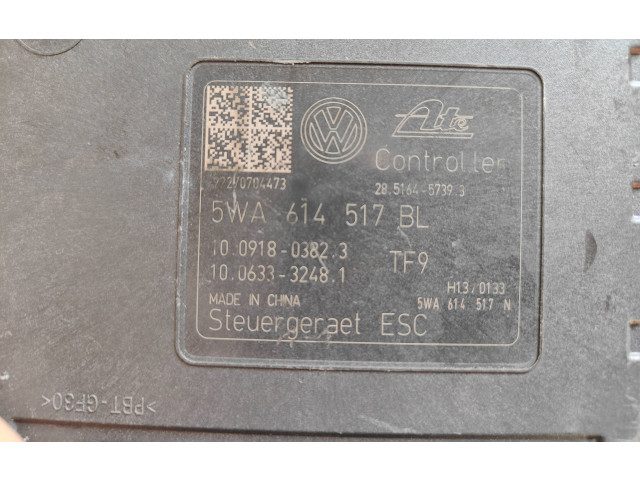 Ate
Controller
28.5164-5739.3
5WA 614 517 BL
10.0918-0382.3
TF9
10.0633-3248.1
H13/0133
MADE IN CHINA
5WA 614 517 N
Steuergeraet ESC
>PBT-GF30<